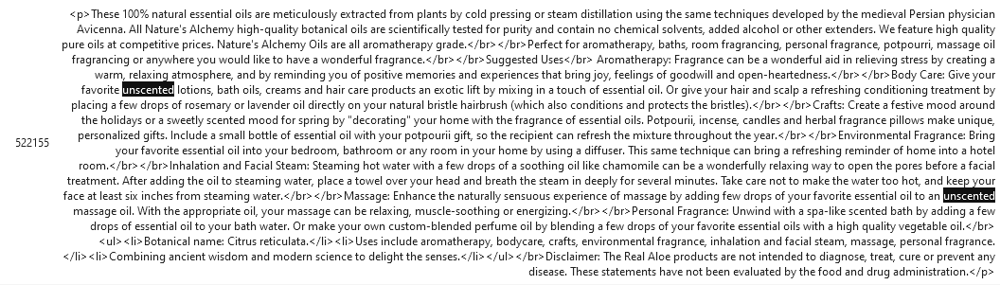 <p>These 100% natural essential oils are meticulously extracted from plants by cold pressing or steam distillation using the same techniques developed by the medieval Persian physician
Avicenna. All Nature's Alchemy high-quality botanical oils are scientifically tested for purity and contain no chemical solvents, added alcohol or other extenders. We feature high quality
pure oils at competitive prices. Nature's Alchemy Oils are all aromatherapy grade.</br></br>Perfect for aromatherapy, baths, room fragrancing, personal fragrance, potpourri, massage oil
fragrancing or anywhere you would like to have a wonderful fragrance.</br></br>Suggested Uses</br> Aromatherapy: Fragrance can be a wonderful aid in relieving stress by creating a
warm, relaxing atmosphere, and by reminding you of positive memories and experiences that bring joy, feelings of goodwill and open-heartedness.</br></br>Body Care: Give your
favorite unscented lotions, bath oils, creams and hair care products an exotic lift by mixing in a touch of essential oil. Or give your hair and scalp a refreshing conditioning treatment by
placing a few drops of rosemary or lavender oil directly on your natural bristle hairbrush (which also conditions and protects the bristles).</br></br>Crafts: Create a festive mood around
the holidays or a sweetly scented mood for spring by "decorating" your home with the fragrance of essential oils. Potpourii, incense, candles and herbal fragrance pillows make unique,
personalized gifts. Include a small bottle of essential oil with your potpourii gift, so the recipient can refresh the mixture throughout the year.</br></br>Environmental Fragrance: Bring
522155
your favorite essential oil into your bedroom, bathroom or any room in your home by using a diffuser. This same technique can bring a refreshing reminder of home into a hotel
room.</br></br>Inhalation and Facial Steam: Steaming hot water with a few drops of a soothing oil like chamomile can be a wonderfully relaxing way to open the pores before a facial
treatment. After adding the oil to steaming water, place a towel over your head and breath the steam in deeply for several minutes. Take care not to make the water too hot, and keep your
face at least six inches from steaming water.</br></br>Massage: Enhance the naturally sensuous experience of massage by adding few drops of your favorite essential oil to an unscented
massage oil. With the appropriate oil, your massage can be relaxing, muscle-soothing or energizing.</br></br>Personal Fragrance: Unwind with a spa-like scented bath by adding a few
drops of essential oil to your bath water. Or make your own custom-blended perfume oil by blending a few drops of your favorite essential oils with a high quality vegetable oil.</br>
<ul><li>Botanical name: Citrus reticulata.</li><li>Uses include aromatherapy, bodycare, crafts, environmental fragrance, inhalation and facial steam, massage, personal fragrance.
</li><li>Combining ancient wisdom and modern science to delight the senses.</li></ul></br>Disclaimer: The Real Aloe products are not intended to diagnose, treat, cure or prevent any
disease. These statements have not been evaluated by the food and drug administration.</p>